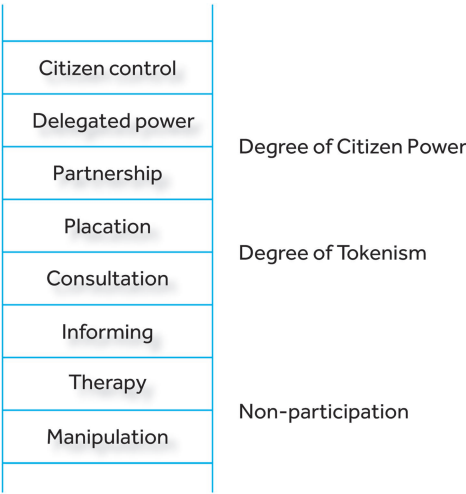 Citizen control
Delegated power
Degree of Citizen Power
Partnership
Placation
Degree of Tokenism
Consultation
Informing
Therapy
Non-participation
Manipulation